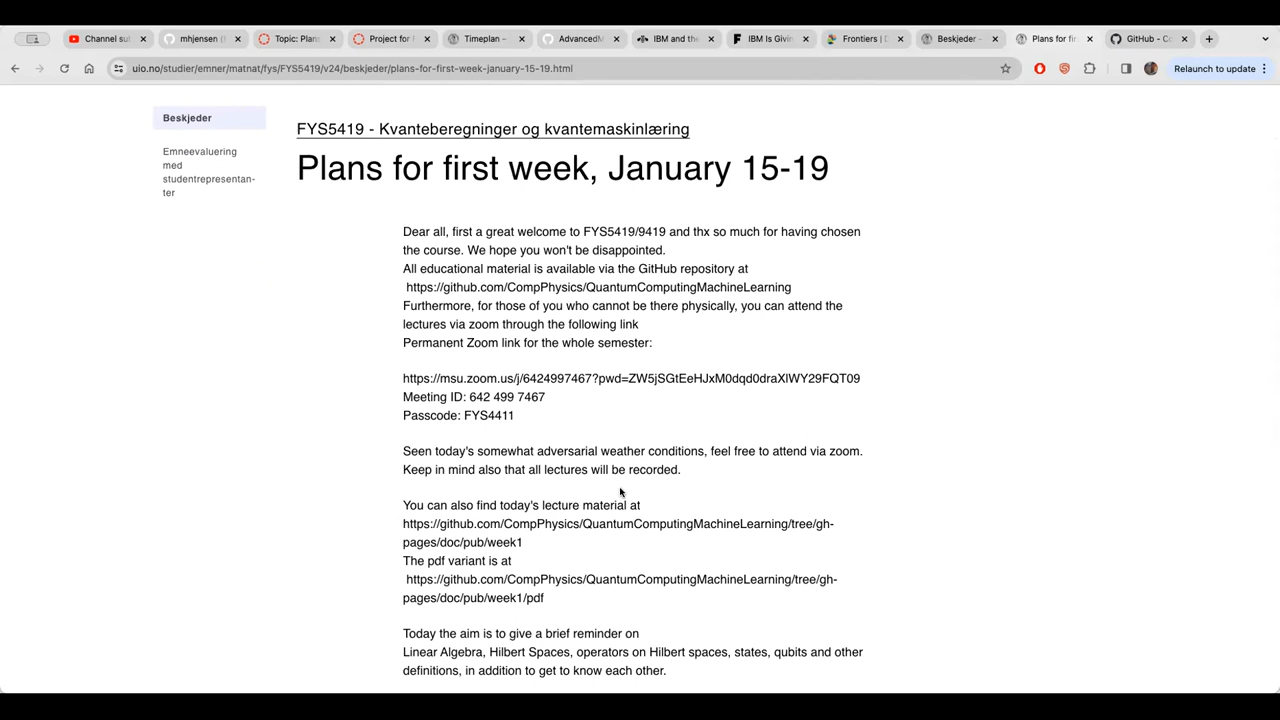 Channel su
mhjensen (
Topic: Plan
Project for
Timeplan –
AdvancedM
IBM and the
IBM Is Givin
Frontiers | D
Beskjeder -
Plans for fir
GitHub - Co
uio.no/studier/emner/matnat/fys/FYS5419/v24/beskjeder/plans-for-first-week-january-15-19.html
Relaunch to update
Beskjeder
Emneevaluering
med
studentrepresentan-
ter
FYS5419 - Kvanteberegninger og kvantemaskinlæring
Plans for first week, January 15-19
Dear all, first a great welcome to FYS5419/9419 and thx so much for having chosen
the course. We hope you won't be disappointed.
All educational material is available via the GitHub repository at
https://github.com/CompPhysics/QuantumComputingMachineLearning
Furthermore, for those of you who cannot be there physically, you can attend the
lectures via zoom through the following link
Permanent Zoom link for the whole semester:
https://msu.zoom.us/j/6424997467?pwd=ZW5jSGtEeHJxM0dqd0draXlWY29FQT09
Meeting ID: 642 499 7467
Passcode: FYS4411
Seen today's somewhat adversarial weather conditions, feel free to attend via zoom.
Keep in mind also that all lectures will be recorded.
You can also find today's lecture material at
https://github.com/CompPhysics/QuantumComputingMachineLearning/tree/gh-
pages/doc/pub/week1
The pdf variant is at
https://github.com/CompPhysics/QuantumComputingMachineLearning/tree/gh-
pages/doc/pub/week1/pdf
Today the aim is to give a brief reminder on
Linear Algebra, Hilbert Spaces, operators on Hilbert spaces, states, qubits and other
definitions, in addition to get to know each other.